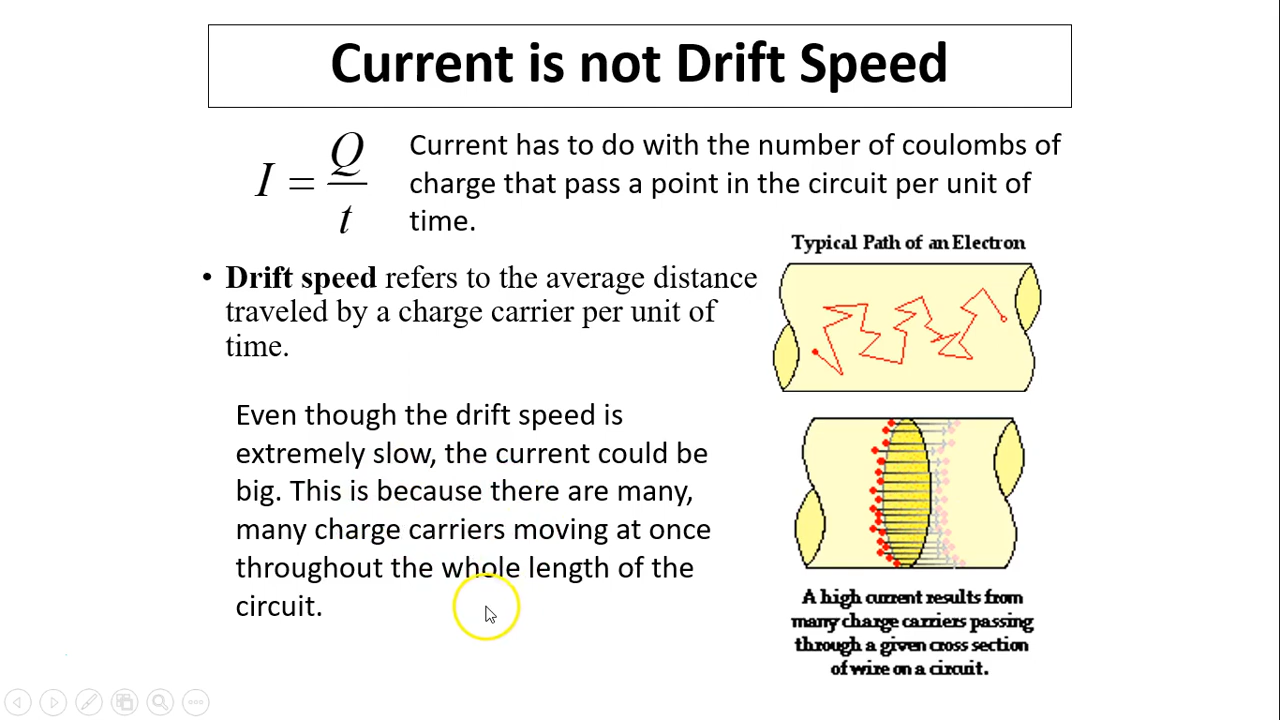 Current is not Drift Speed
I = Q/t
Current has to do with the number of coulombs of
charge that pass a point in the circuit per unit of
time.
• Drift speed refers to the average distance
traveled by a charge carrier per unit of
time.
Even though the drift speed is
extremely slow, the current could be
big. This is because there are many,
many charge carriers moving at once
throughout the whole length of the
circuit.
Typical Path of an Electron
A high current results from
many charge carriers passing
through a given cross section
of wire on a circuit.